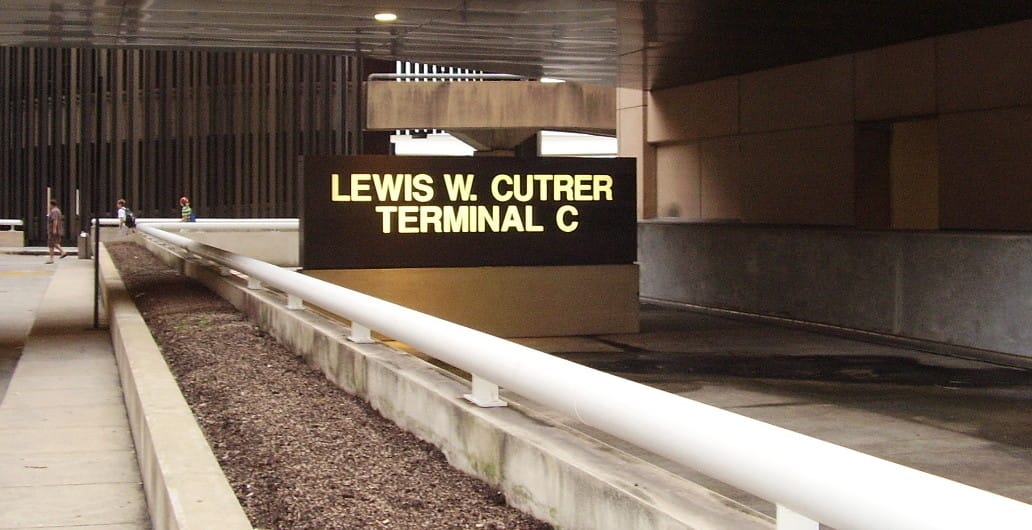 LEWIS W. CUTRER
TERMINAL C